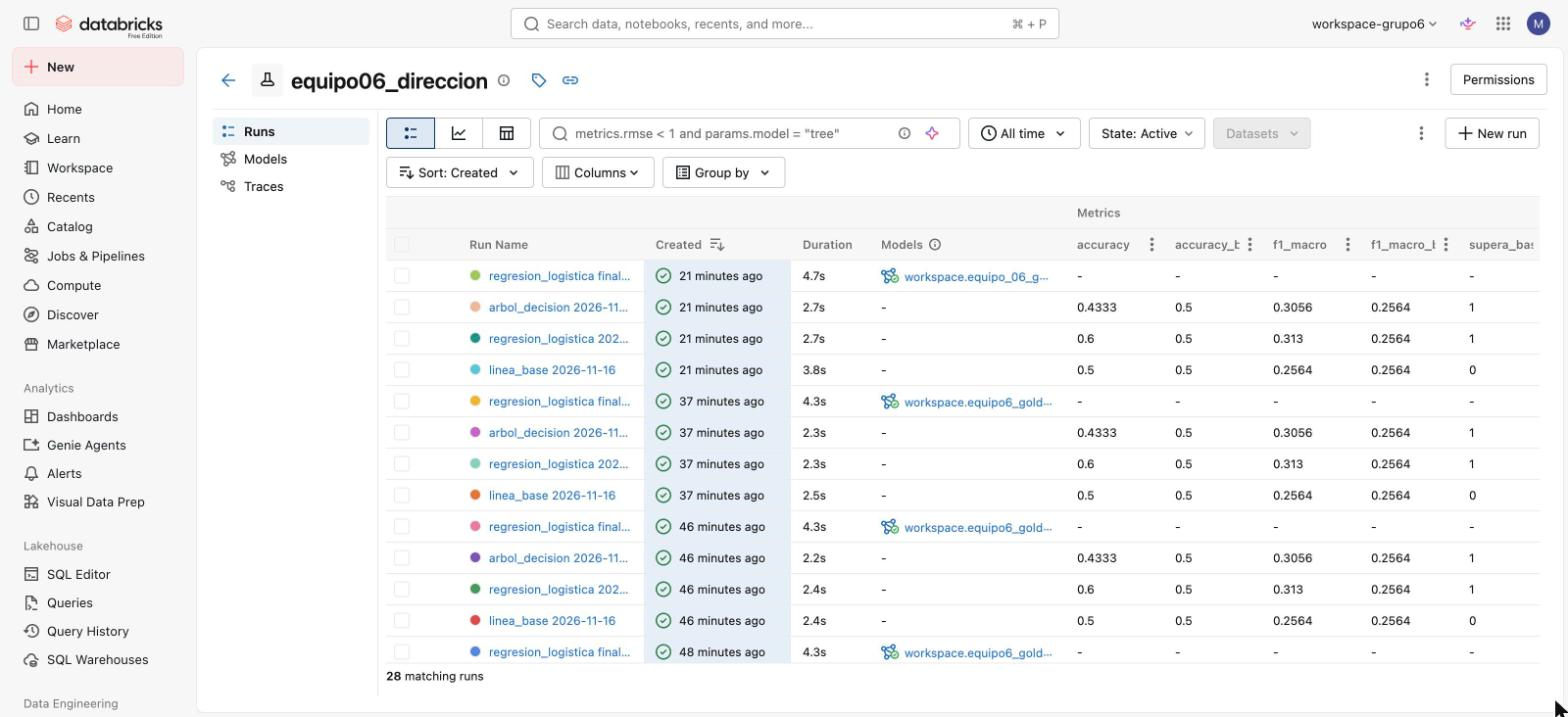 databricks
Free Edition
Search data, notebooks, recents, and more...
⌘ + P
workspace-grupo6
M
New
Home
Learn
Workspace
Recents
Catalog
Jobs & Pipelines
Compute
Discover
Marketplace
Analytics
Dashboards
Genie Agents
Alerts
Visual Data Prep
Lakehouse
SQL Editor
Queries
Query History
SQL Warehouses
Data Engineering
equipo06_direccion
Permissions
Runs
Models
Traces
metrics.rmse < 1 and params.model = "tree"
All time
State: Active
Datasets
New run
Sort: Created
Columns
Group by
Metrics
Run Name Created Duration Models accuracy accuracy_b f1_macro f1_macro_b supera_bas
regresion_logistica final... 21 minutes ago 4.7s workspace.equipo_06_g... - - - - -
arbol_decision 2026-11... 21 minutes ago 2.7s - 0.4333 0.5 0.3056 0.2564 1
regresion_logistica 202... 21 minutes ago 2.7s - 0.6 0.5 0.313 0.2564 1
linea_base 2026-11-16 21 minutes ago 3.8s - 0.5 0.5 0.2564 0.2564 0
regresion_logistica final... 37 minutes ago 4.3s workspace.equipo6_gold... - - - - -
arbol_decision 2026-11... 37 minutes ago 2.3s - 0.4333 0.5 0.3056 0.2564 1
regresion_logistica 202... 37 minutes ago 2.3s - 0.6 0.5 0.313 0.2564 1
linea_base 2026-11-16 37 minutes ago 2.5s - 0.5 0.5 0.2564 0.2564 0
regresion_logistica final... 46 minutes ago 4.3s workspace.equipo6_gold... - - - - -
arbol_decision 2026-11... 46 minutes ago 2.2s - 0.4333 0.5 0.3056 0.2564 1
regresion_logistica 202... 46 minutes ago 2.4s - 0.6 0.5 0.313 0.2564 1
linea_base 2026-11-16 46 minutes ago 2.4s - 0.5 0.5 0.2564 0.2564 0
regresion_logistica final... 48 minutes ago 4.3s workspace.equipo6_gold... - - - - -
28 matching runs